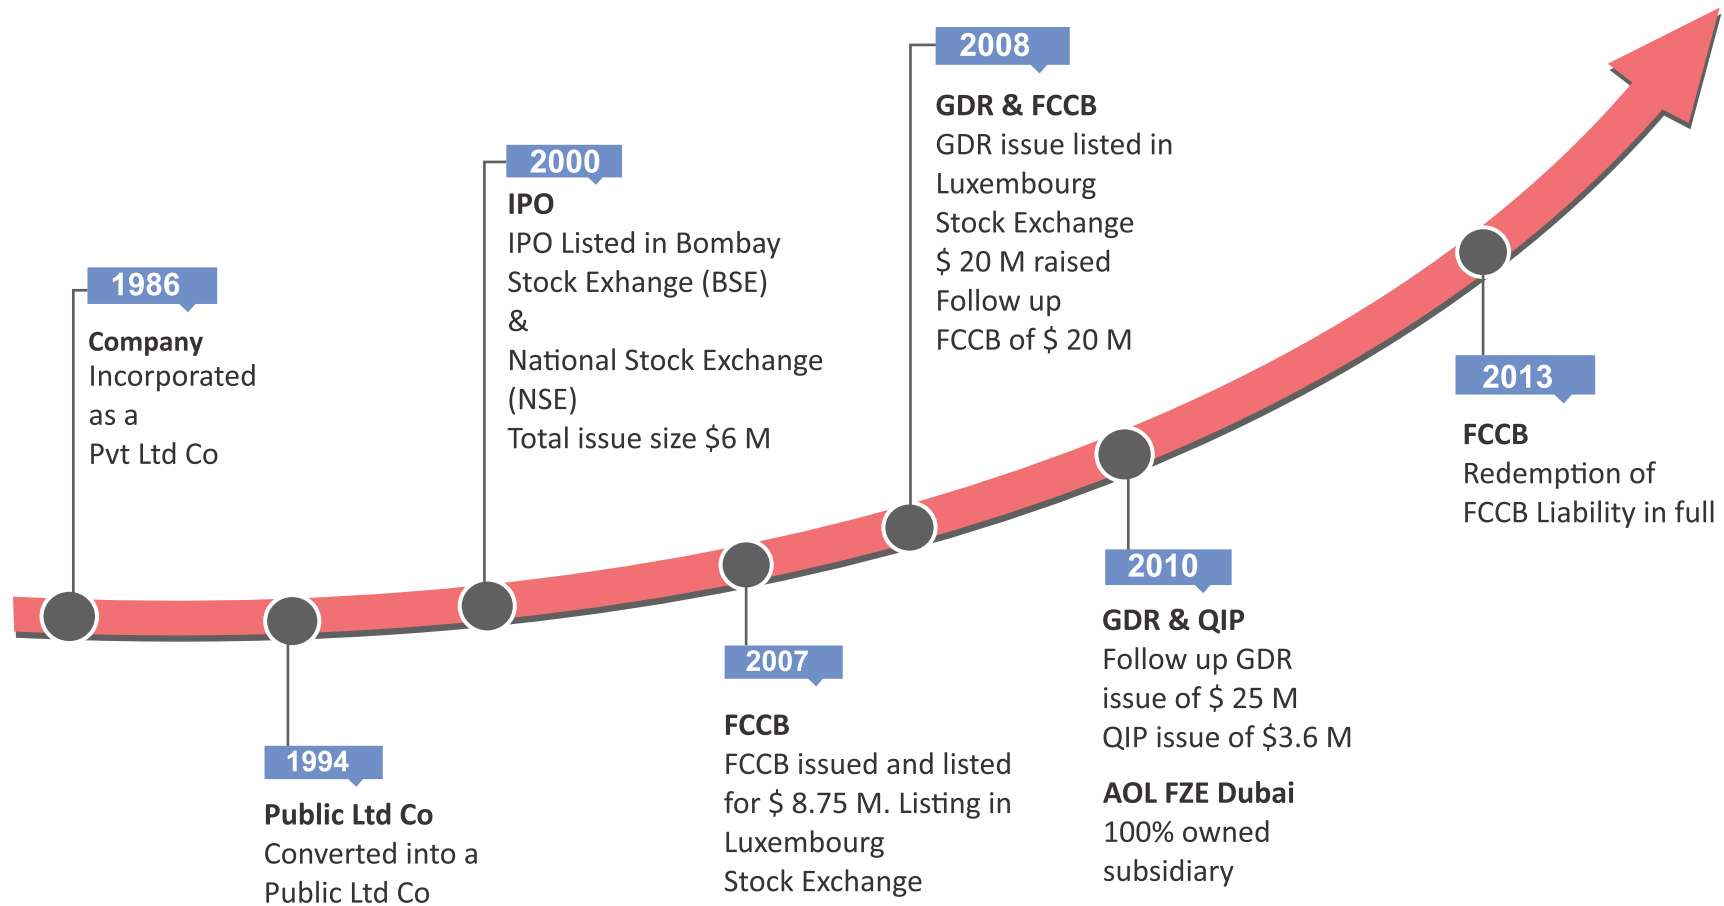 1986
Company
Incorporated
as a
Pvt Ltd Co
1994
Public Ltd Co
Converted into a
Public Ltd Co
2000
IPO
IPO Listed in Bombay
Stock Exhange (BSE)
&
National Stock Exchange
(NSE)
Total issue size $6 M
2007
FCCB
FCCB issued and listed
for $ 8.75 M. Listing in
Luxembourg
Stock Exchange
2008
GDR & FCCB
GDR issue listed in
Luxembourg
Stock Exchange
$ 20 M raised
Follow up
FCCB of $ 20 M
2010
GDR & QIP
Follow up GDR
issue of $ 25 M
QIP issue of $3.6 M
AOL FZE Dubai
100% owned
subsidiary
2013
FCCB
Redemption of
FCCB Liability in full